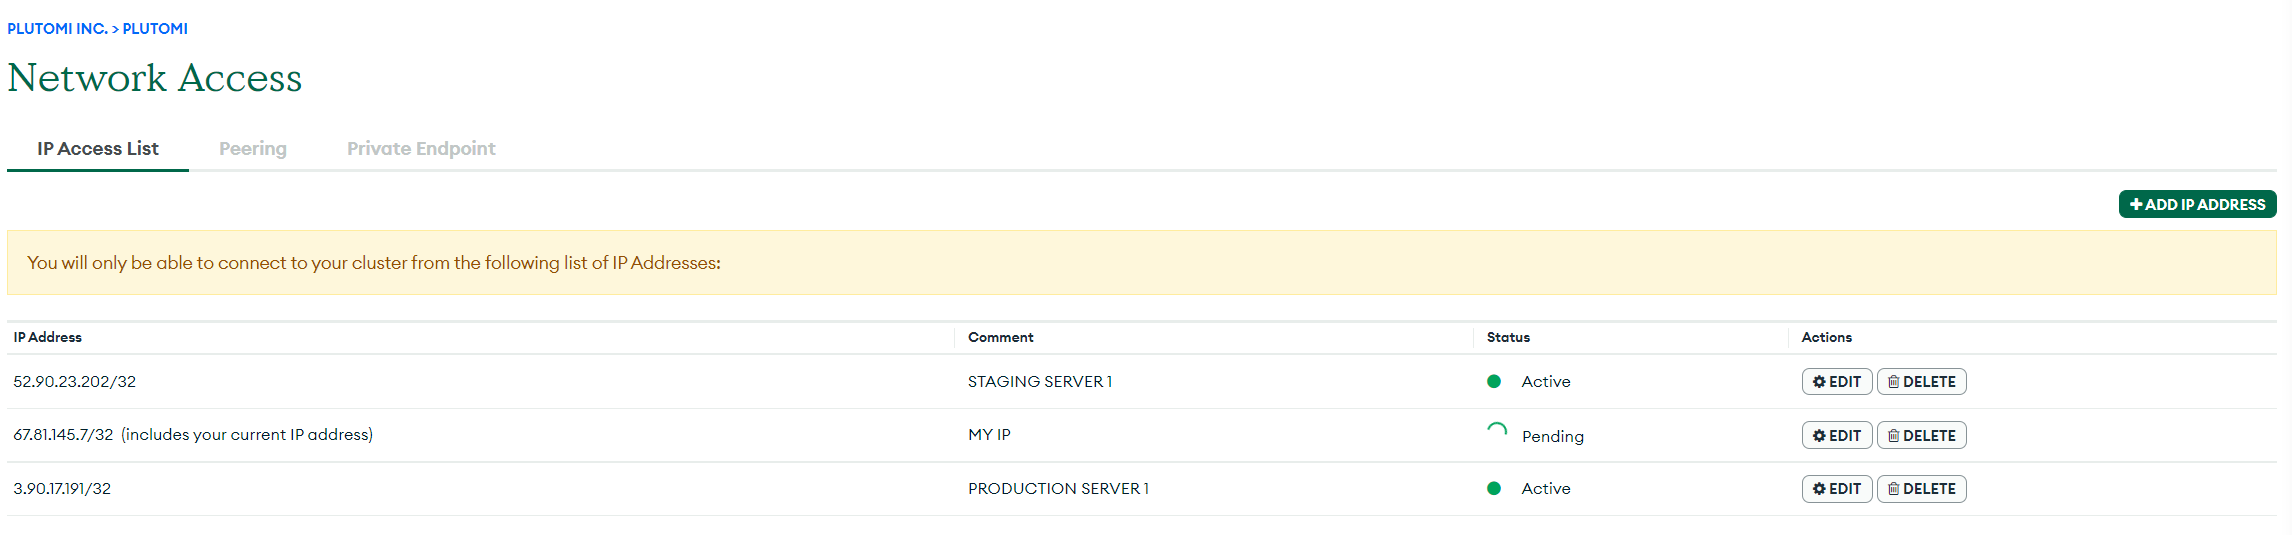 PLUTOMI INC. > PLUTOMI
Network Access
IP Access List Peering Private Endpoint
+ ADD IP ADDRESS
You will only be able to connect to your cluster from the following list of IP Addresses:
IP Address Comment Status Actions
52.90.23.202/32 STAGING SERVER 1 Active EDIT DELETE
67.81.145.7/32 (includes your current IP address) MY IP Pending EDIT DELETE
3.90.17.191/32 PRODUCTION SERVER 1 Active EDIT DELETE